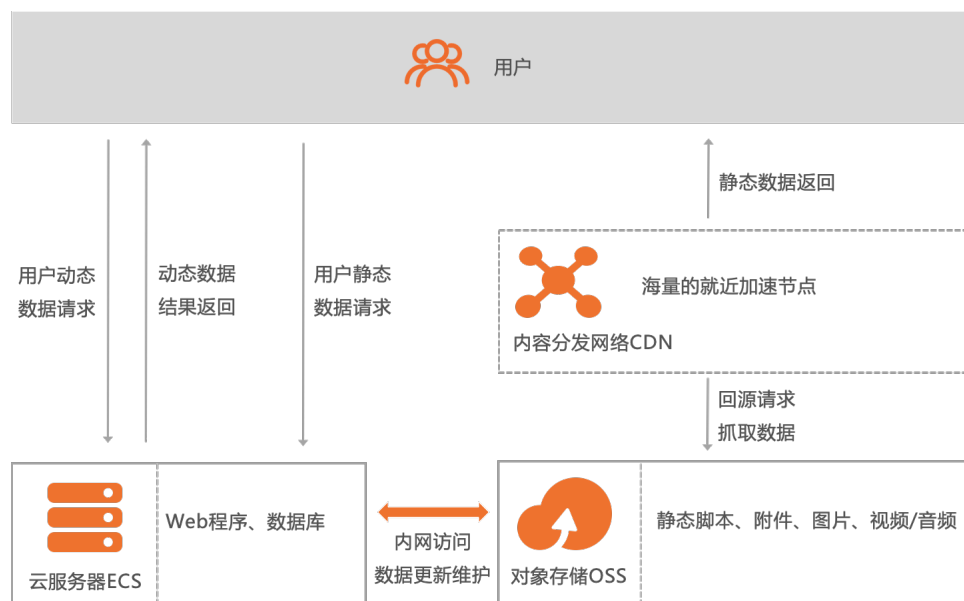 用户
静态数据返回
用户动态
数据请求
动态数据
结果返回
用户静态
数据请求
海量的就近加速节点
内容分发网络CDN
回源请求
抓取数据
云服务器ECS
Web程序、数据库
内网访问
数据更新维护
对象存储OSS
静态脚本、附件、图片、视频/音频